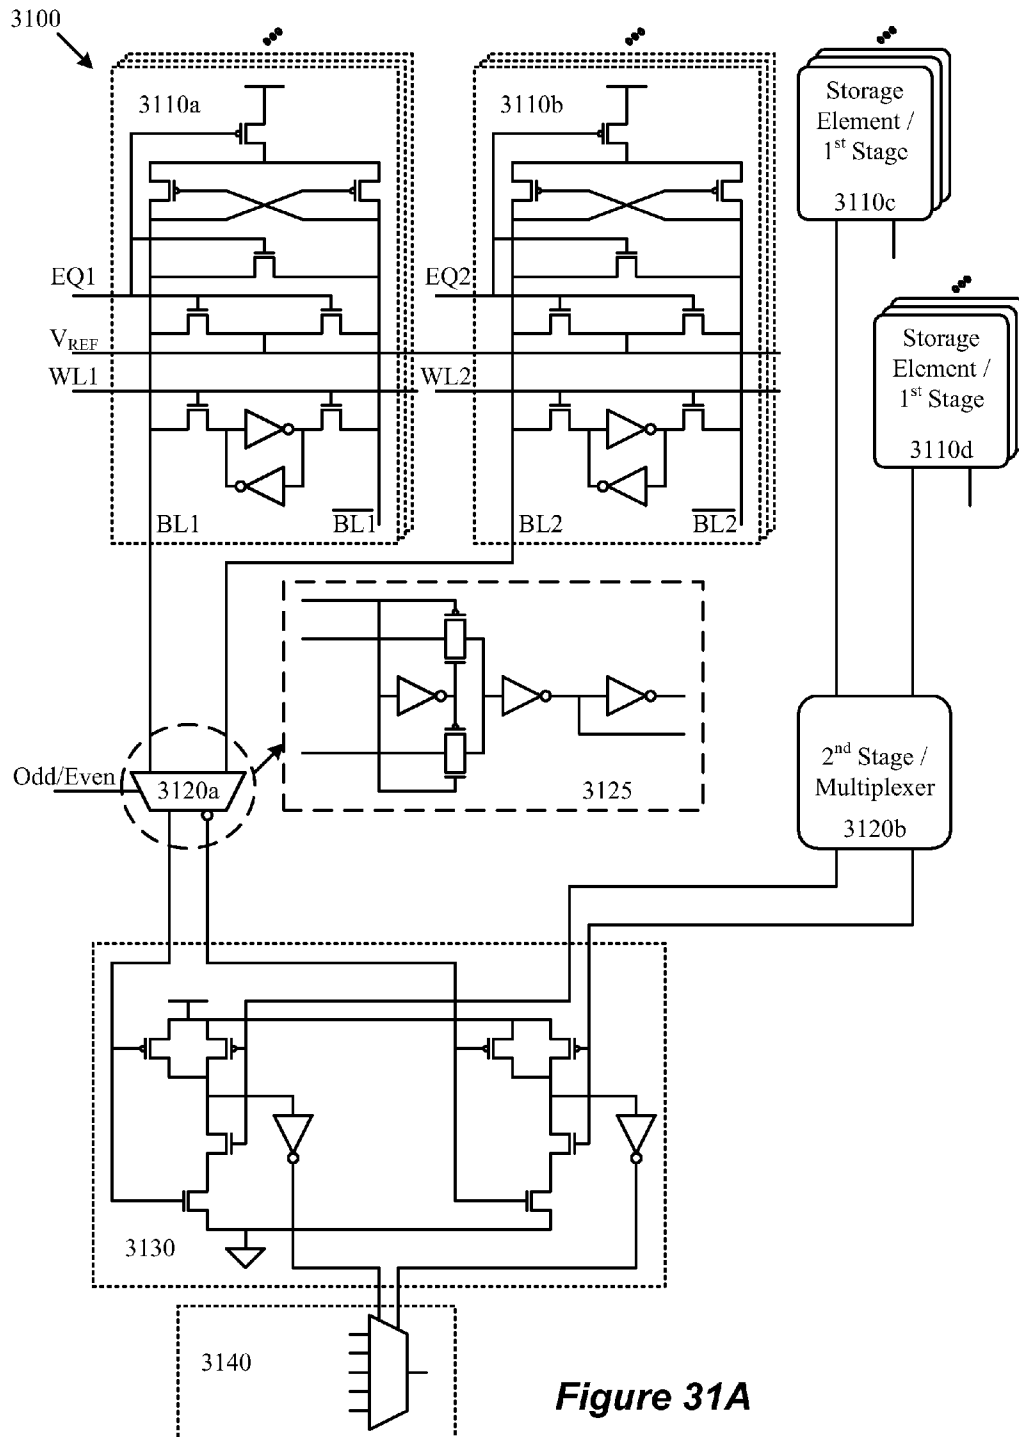 3100
3110a
3110b
Storage
Element /
1st Stage
3110c
EQ1
EQ2
VREF
WL1
WL2
Storage
Element /
1st Stage
3110d
BL1
BL1
BL2
BL2
Odd/Even
3120a
3125
2nd Stage /
Multiplexer
3120b
3130
3140
Figure 31A